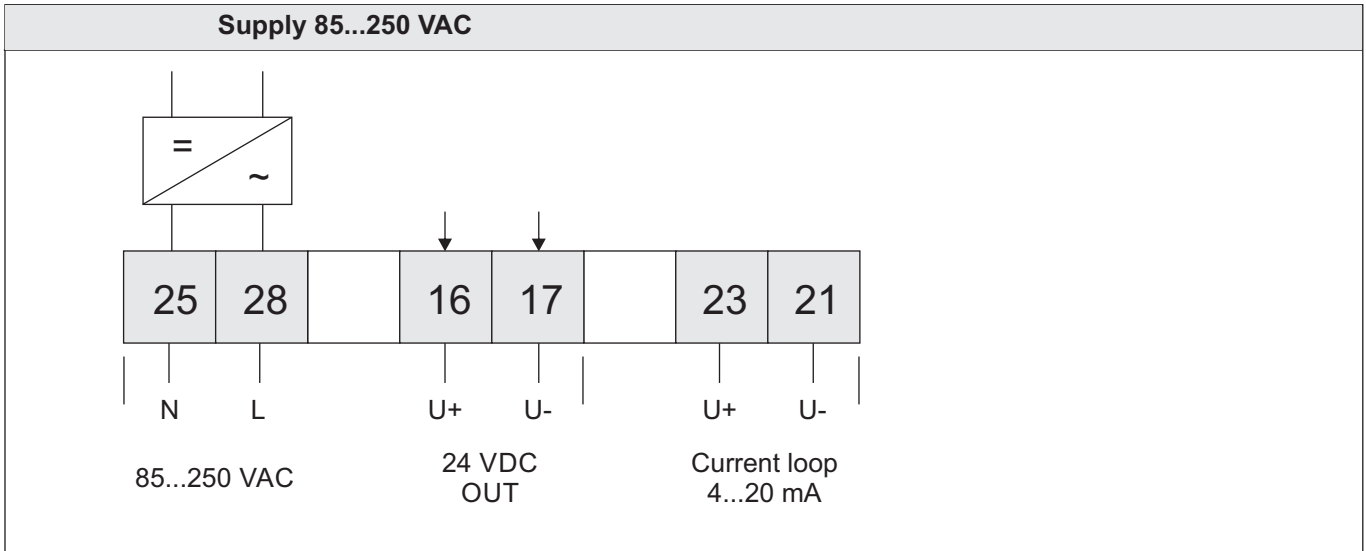 Supply 85...250 VAC
=
~
25 28 16 17 23 21
N L U+ U- U+ U-
85...250 VAC
24 VDC
OUT
Current loop
4...20 mA